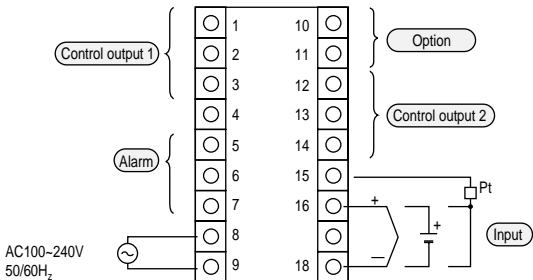 Control output 1
Alarm
AC100~240V
50/60Hz
1
2
3
4
5
6
7
8
9
10
11
12
13
14
15
16
18
Option
Control output 2
Pt
+
+
−
Input